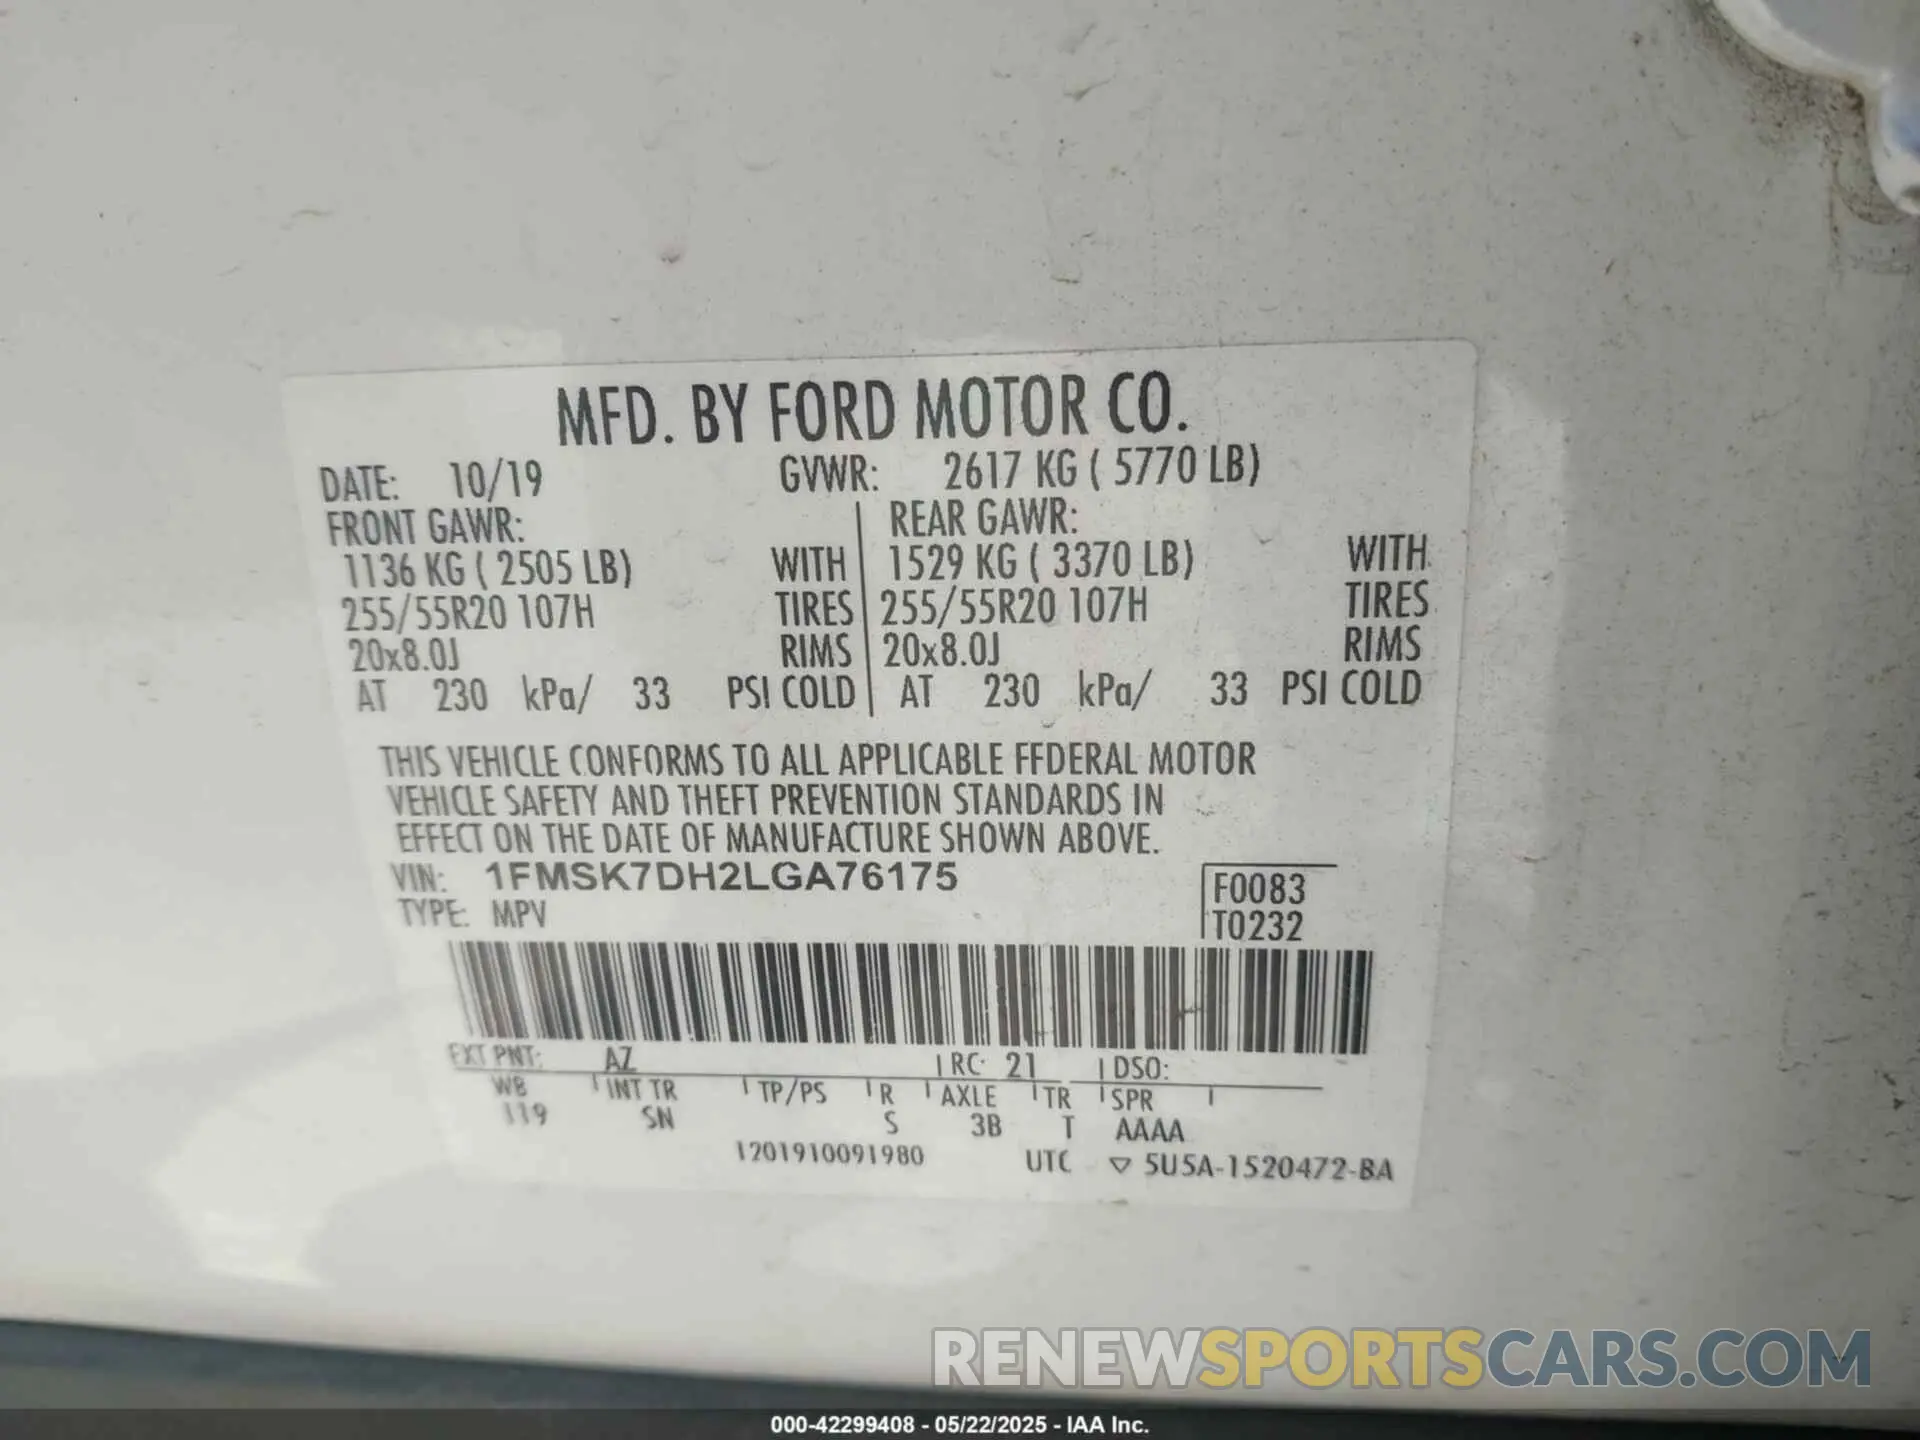 MFD. BY FORD MOTOR CO.
DATE: 10/19 GVWR: 2617 KG ( 5770 LB)
FRONT GAWR: REAR GAWR:
1136 KG ( 2505 LB) WITH 1529 KG ( 3370 LB) WITH
255/55R20 107H TIRES 255/55R20 107H TIRES
20x8.0J RIMS 20x8.0J RIMS
AT 230 kPa/ 33 PSI COLD AT 230 kPa/ 33 PSI COLD
THIS VEHICLE CONFORMS TO ALL APPLICABLE FFDERAL MOTOR
VEHICLE SAFETY AND THEFT PREVENTION STANDARDS IN
EFFECT ON THE DATE OF MANUFACTURE SHOWN ABOVE.
VIN: 1FMSK7DH2LGA76175 F0083
TYPE: MPV T0232
EXT PNT: AZ RC: 21 DSO:
WB INT TR TP/PS R AXLE TR SPR
119 SN S 3B T AAAA
1201910091980 UTC ▽ 5U5A-1520472-BA
RENEWSPORTSCARS.COM
000-42299408 - 05/22/2025 - IAA Inc.